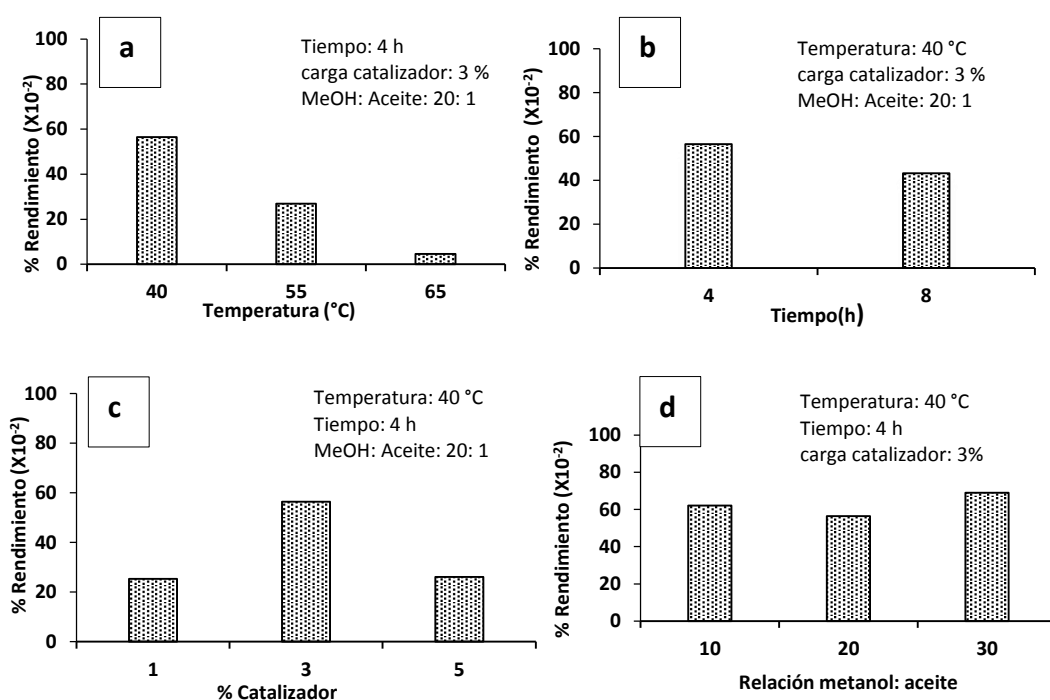 a
Tiempo: 4 h
carga catalizador: 3 %
MeOH: Aceite: 20: 1
% Rendimiento (X10-2)
100
80
60
40
20
0
40 55 65
Temperatura (°C)
b
Temperatura: 40 °C
carga catalizador: 3 %
MeOH: Aceite: 20: 1
% Rendimiento (X10-2)
100
80
60
40
20
0
4 8
Tiempo(h)
c
Temperatura: 40 °C
Tiempo: 4 h
MeOH: Aceite: 20: 1
% Rendimiento (X10-2)
100
80
60
40
20
0
1 3 5
% Catalizador
d
Temperatura: 40 °C
Tiempo: 4 h
carga catalizador: 3%
% Rendimiento (X10-2)
100
80
60
40
20
0
10 20 30
Relación metanol: aceite